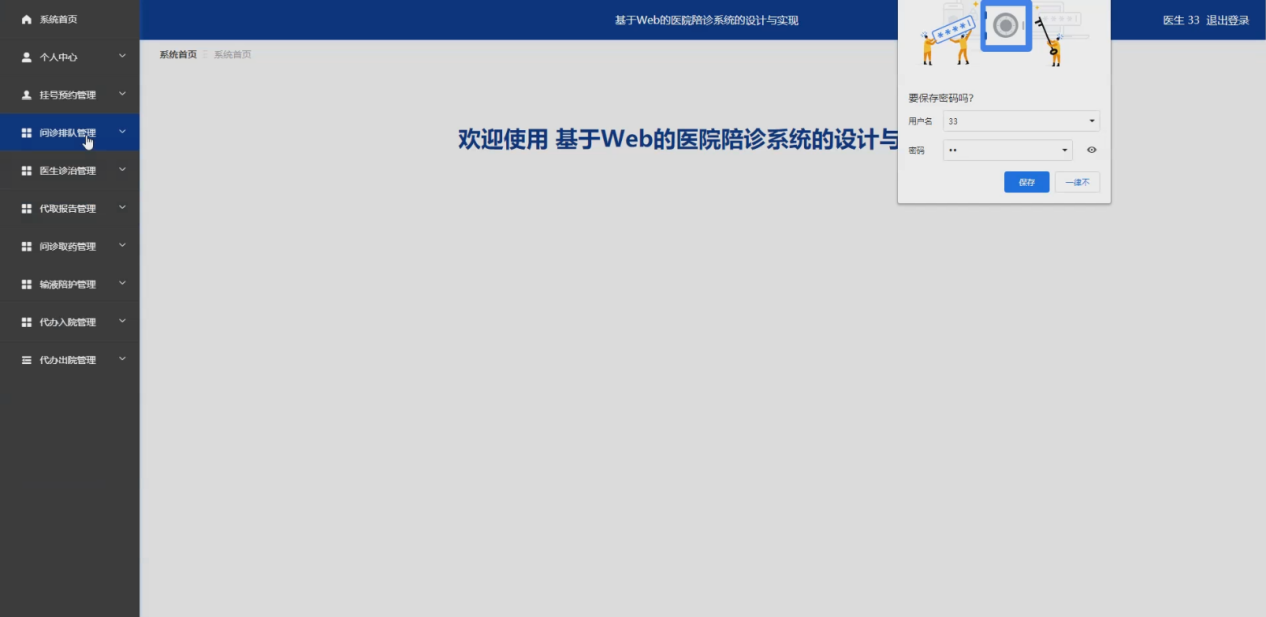 系统首页
个人中心
挂号预约管理
问诊排队管理
医生诊治管理
代取报告管理
问诊取药管理
输液陪护管理
代办入院管理
代办出院管理
基于Web的医院陪诊系统的设计与实现
医生 33 退出登录
系统首页 系统首页
欢迎使用 基于Web的医院陪诊系统的设计与
要保存密码吗?
用户名 33
密码 ••
保存 一律不